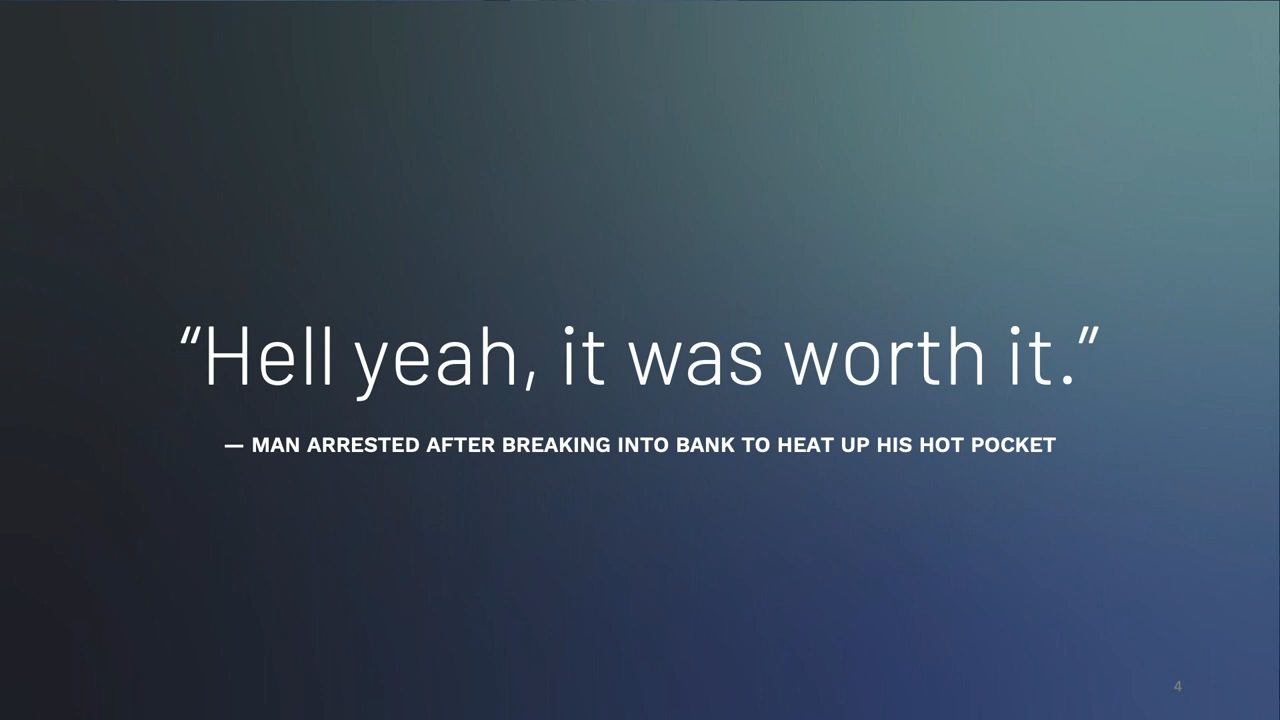 “Hell yeah, it was worth it.”
— MAN ARRESTED AFTER BREAKING INTO BANK TO HEAT UP HIS HOT POCKET
4